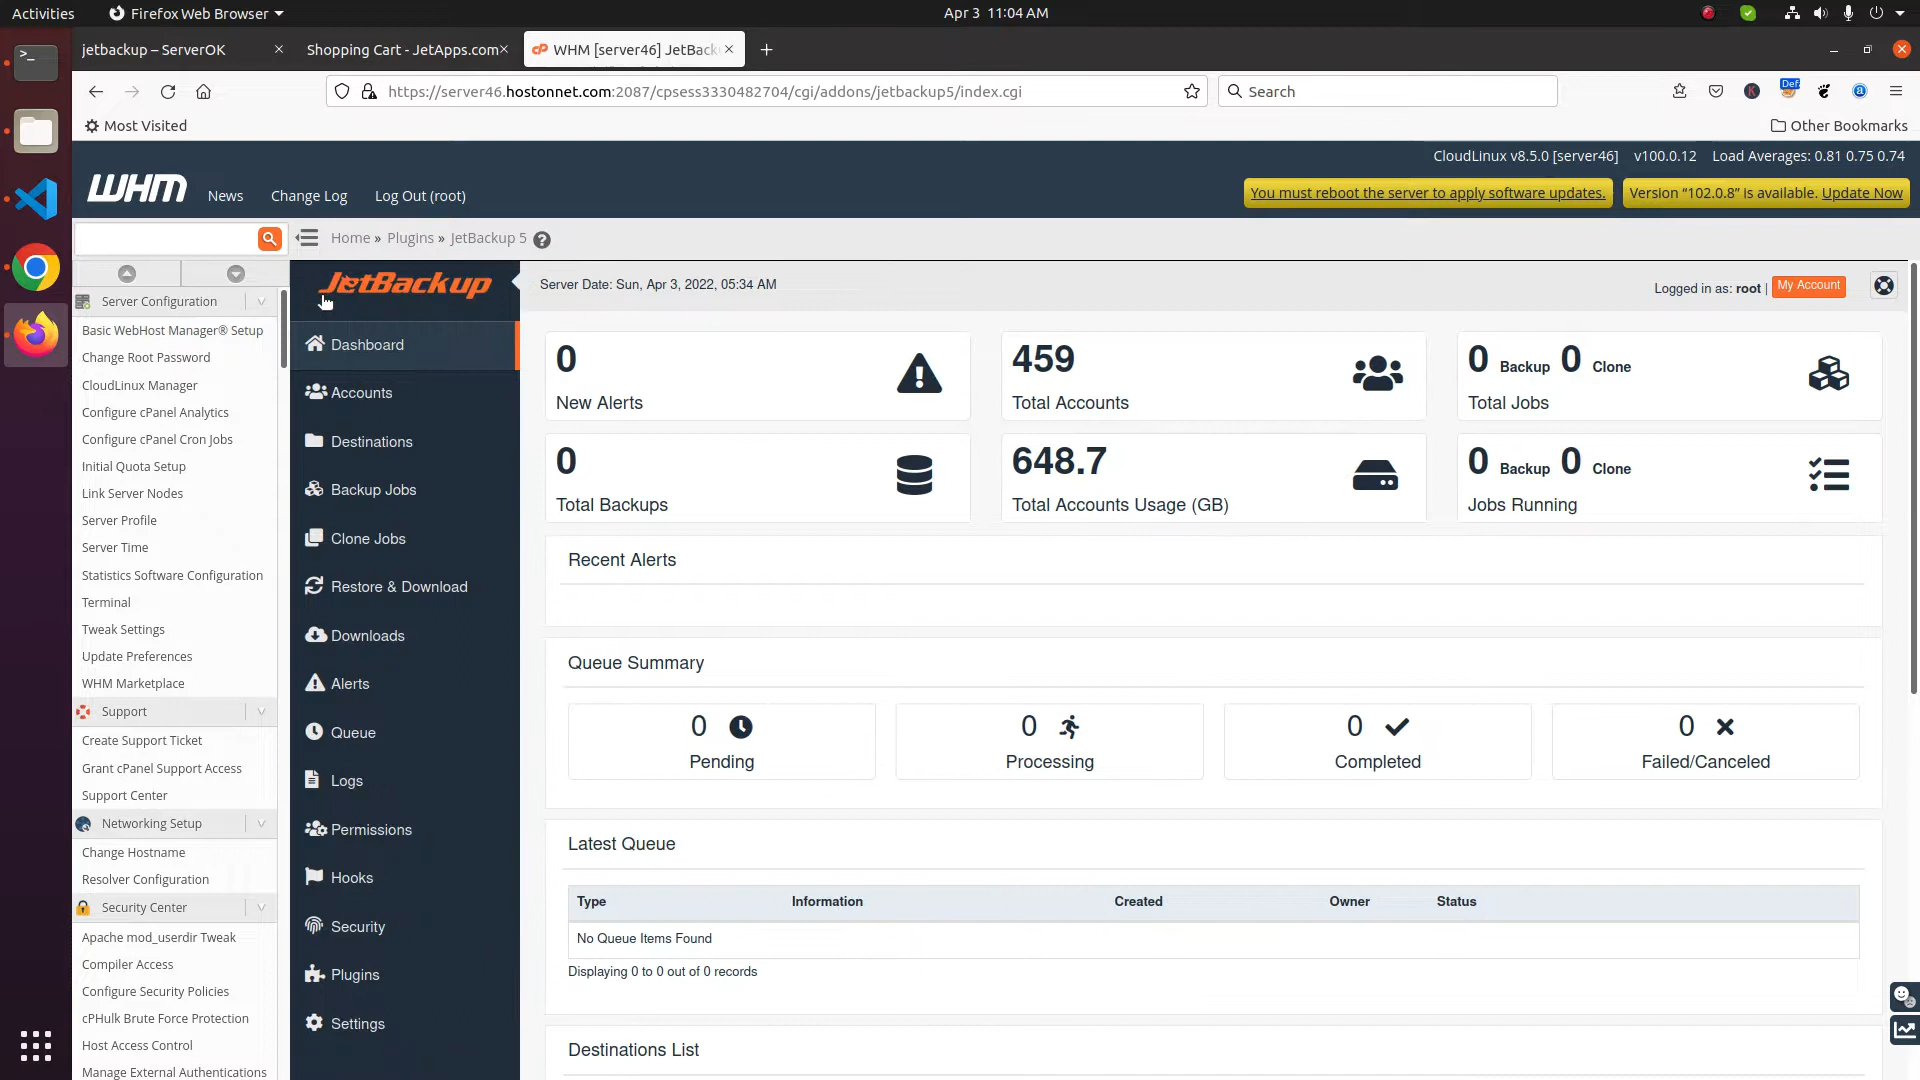 Activities
Firefox Web Browser
Apr 3 11:04 AM
jetbackup – ServerOK
Shopping Cart - JetApps.com
WHM [server46] JetBack
https://server46.hostonnet.com:2087/cpsess3330482704/cgi/addons/jetbackup5/index.cgi
Search
Def
Most Visited
Other Bookmarks
CloudLinux v8.5.0 [server46] v100.0.12 Load Averages: 0.81 0.75 0.74
WHM
News
Change Log
Log Out (root)
You must reboot the server to apply software updates.
Version “102.0.8” is available. Update Now
Home » Plugins » JetBackup 5
Server Configuration
Basic WebHost Manager® Setup
Change Root Password
CloudLinux Manager
Configure cPanel Analytics
Configure cPanel Cron Jobs
Initial Quota Setup
Link Server Nodes
Server Profile
Server Time
Statistics Software Configuration
Terminal
Tweak Settings
Update Preferences
WHM Marketplace
Support
Create Support Ticket
Grant cPanel Support Access
Support Center
Networking Setup
Change Hostname
Resolver Configuration
Security Center
Apache mod_userdir Tweak
Compiler Access
Configure Security Policies
cPHulk Brute Force Protection
Host Access Control
Manage External Authentications
JetBackup
Dashboard
Accounts
Destinations
Backup Jobs
Clone Jobs
Restore & Download
Downloads
Alerts
Queue
Logs
Permissions
Hooks
Security
Plugins
Settings
Server Date: Sun, Apr 3, 2022, 05:34 AM
Logged in as: root | My Account
0
New Alerts
459
Total Accounts
0 Backup 0 Clone
Total Jobs
0
Total Backups
648.7
Total Accounts Usage (GB)
0 Backup 0 Clone
Jobs Running
Recent Alerts
Queue Summary
0
Pending
0
Processing
0
Completed
0
Failed/Canceled
Latest Queue
Type Information Created Owner Status
No Queue Items Found
Displaying 0 to 0 out of 0 records
Destinations List